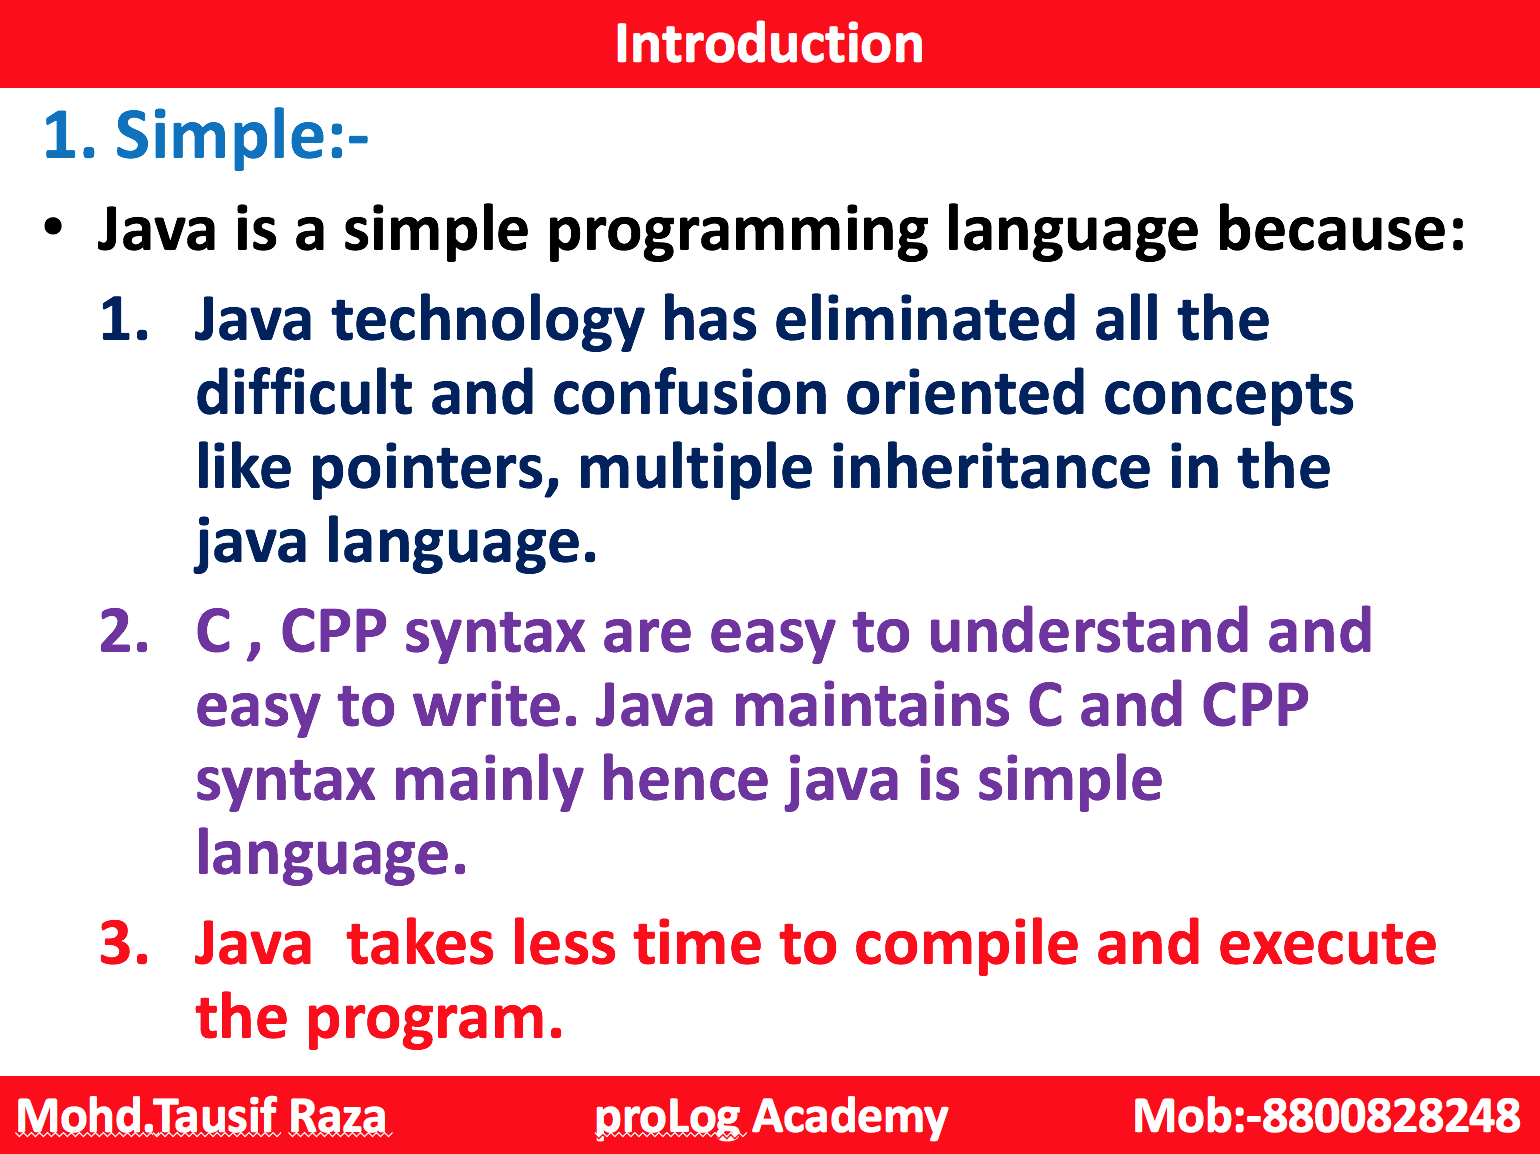 Introduction
1. Simple:-
• Java is a simple programming language because:
1. Java technology has eliminated all the
difficult and confusion oriented concepts
like pointers, multiple inheritance in the
java language.
2. C , CPP syntax are easy to understand and
easy to write. Java maintains C and CPP
syntax mainly hence java is simple
language.
3. Java  takes less time to compile and execute
the program.
Mohd.Tausif Raza proLog Academy Mob:-8800828248